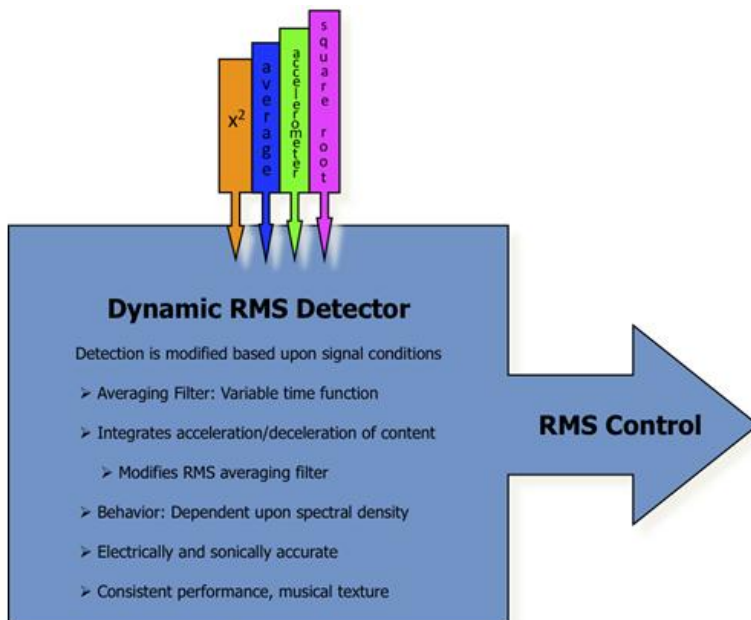 x²
average
accelerometer
square root
Dynamic RMS Detector
Detection is modified based upon signal conditions
➢ Averaging Filter: Variable time function
➢ Integrates acceleration/deceleration of content
➢ Modifies RMS averaging filter
➢ Behavior: Dependent upon spectral density
➢ Electrically and sonically accurate
➢ Consistent performance, musical texture
RMS Control